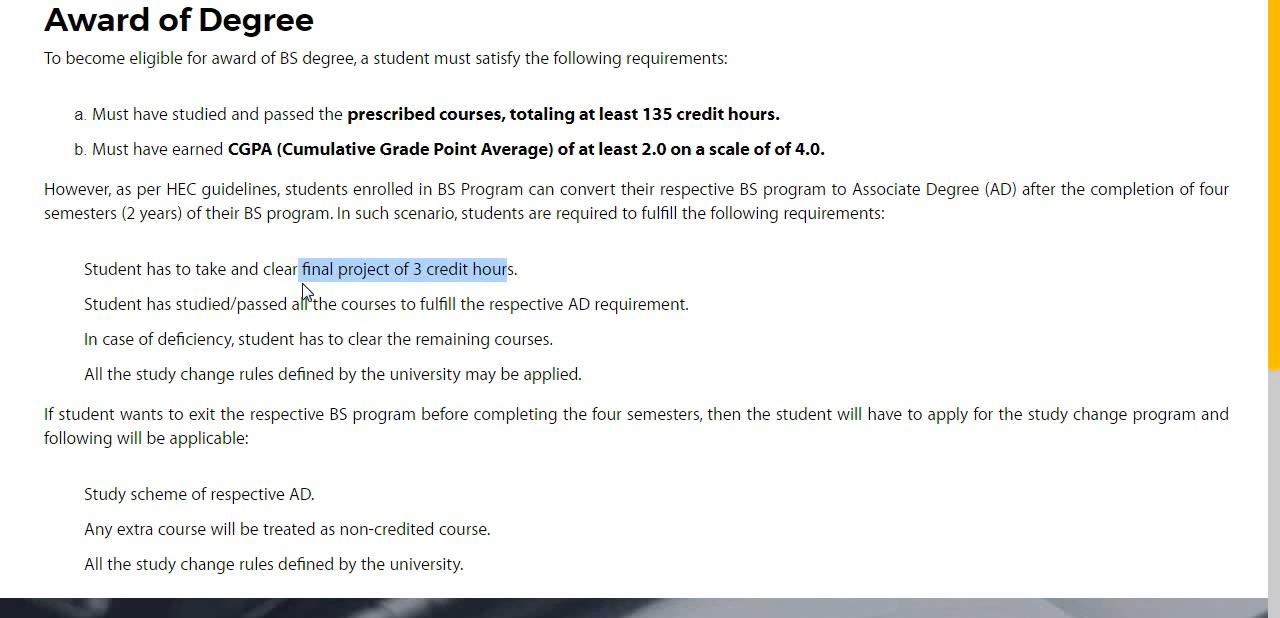 Award of Degree
To become eligible for award of BS degree, a student must satisfy the following requirements:
a. Must have studied and passed the prescribed courses, totaling at least 135 credit hours.
b. Must have earned CGPA (Cumulative Grade Point Average) of at least 2.0 on a scale of of 4.0.
However, as per HEC guidelines, students enrolled in BS Program can convert their respective BS program to Associate Degree (AD) after the completion of four
semesters (2 years) of their BS program. In such scenario, students are required to fulfill the following requirements:
Student has to take and clear final project of 3 credit hours.
Student has studied/passed all the courses to fulfill the respective AD requirement.
In case of deficiency, student has to clear the remaining courses.
All the study change rules defined by the university may be applied.
If student wants to exit the respective BS program before completing the four semesters, then the student will have to apply for the study change program and
following will be applicable:
Study scheme of respective AD.
Any extra course will be treated as non-credited course.
All the study change rules defined by the university.